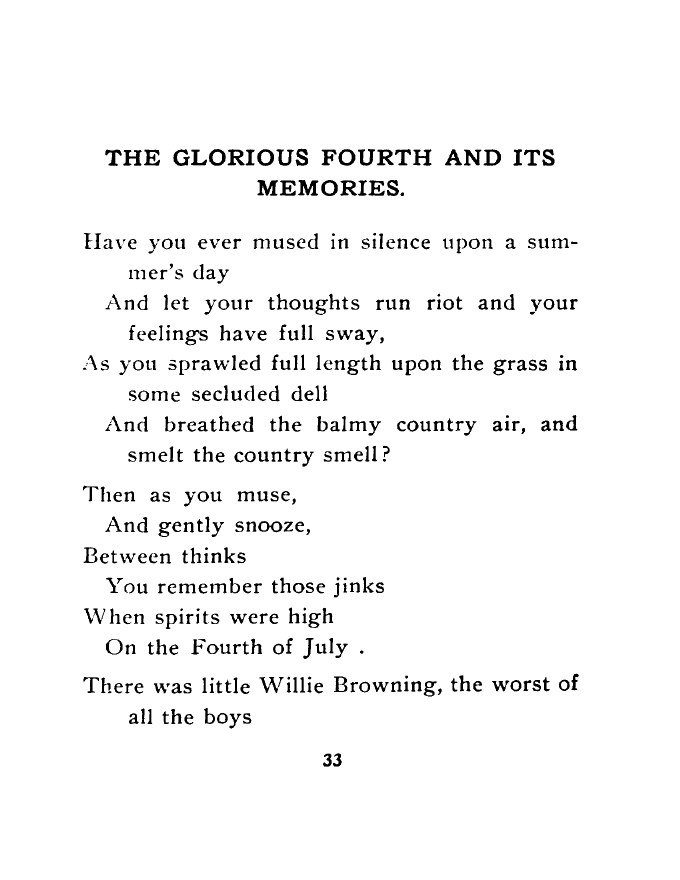 THE GLORIOUS FOURTH AND ITS
MEMORIES.
Have you ever mused in silence upon a sum-
mer's day
And let your thoughts run riot and your
feelings have full sway,
As you sprawled full length upon the grass in
some secluded dell
And breathed the balmy country air, and
smelt the country smell?
Then as you muse,
And gently snooze,
Between thinks
You remember those jinks
When spirits were high
On the Fourth of July .
There was little Willie Browning, the worst of
all the boys
33